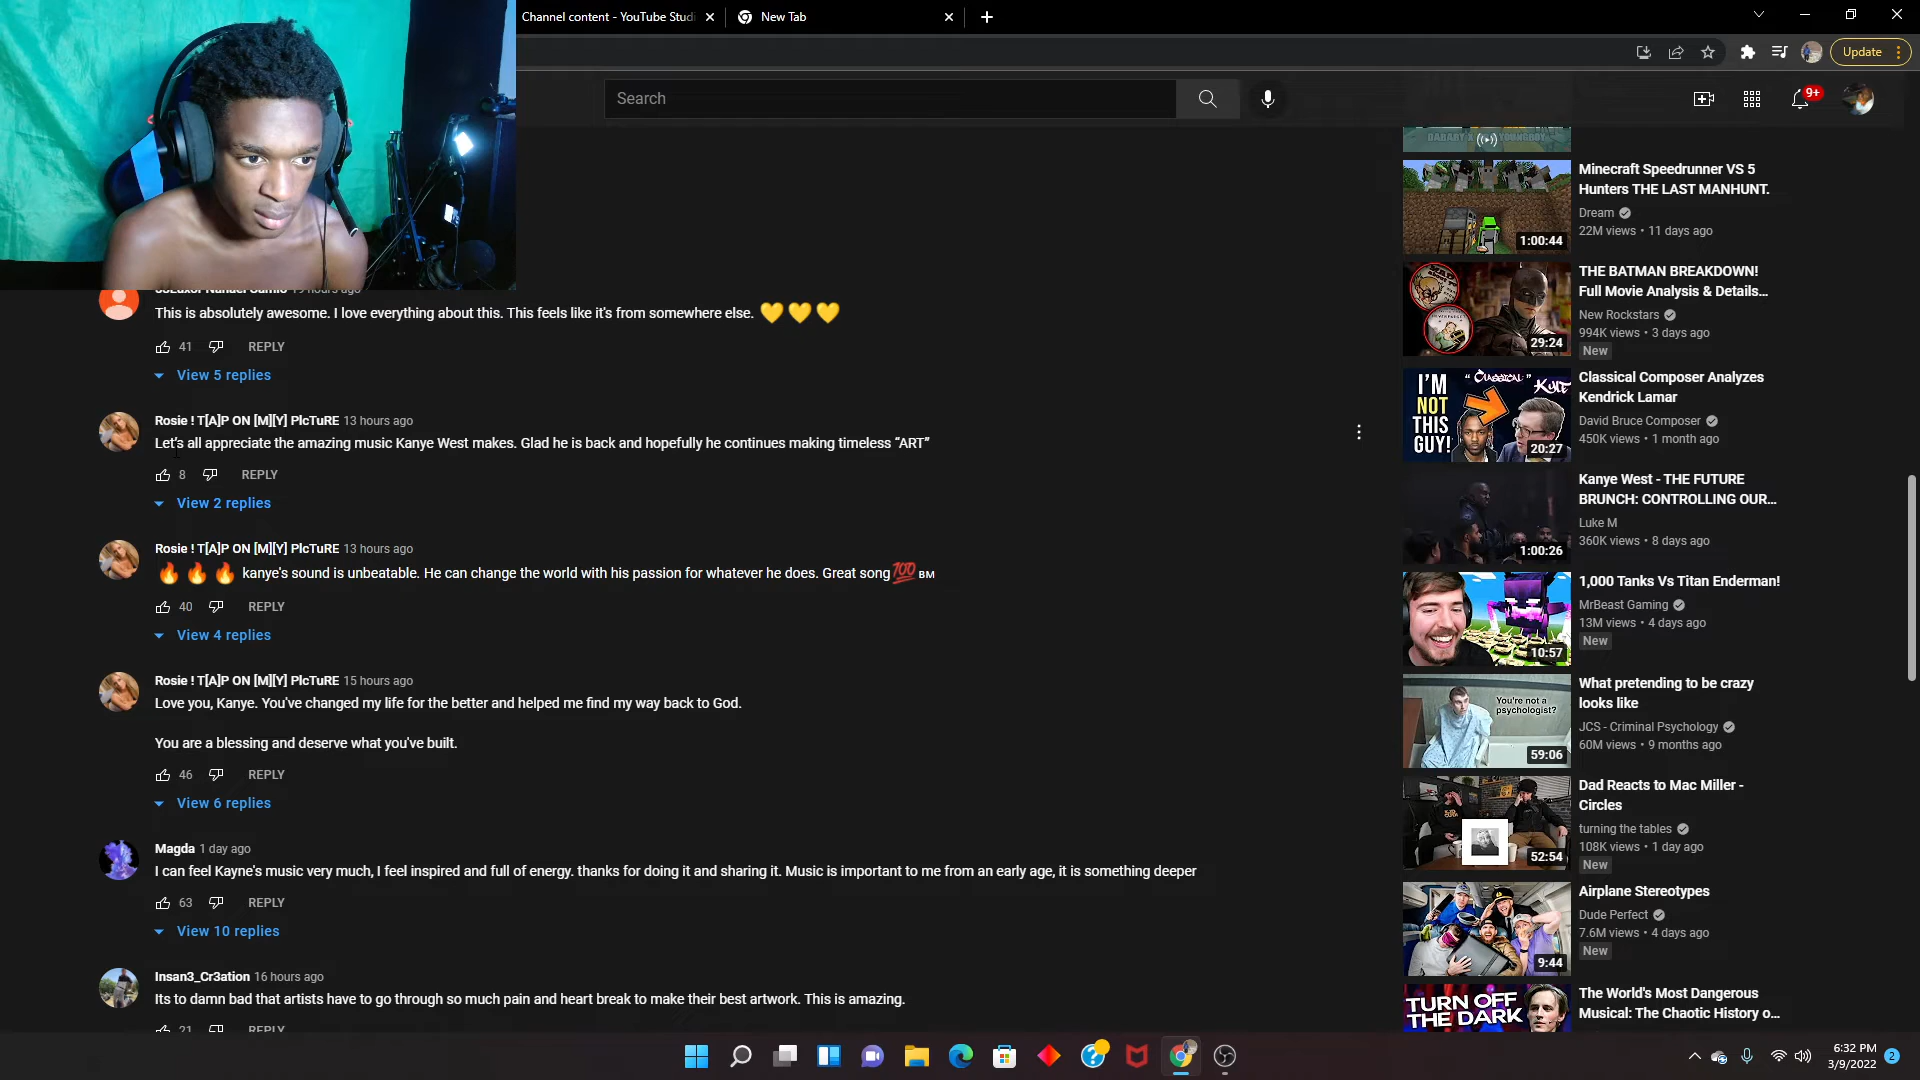 Channel content - YouTube Studi
New Tab
Update
Search
9+
This is absolutely awesome. I love everything about this. This feels like it's from somewhere else. 💛 💛 💛
41 REPLY
View 5 replies
Rosie ! T[A]P ON [M][Y] PIcTuRE 13 hours ago
Let's all appreciate the amazing music Kanye West makes. Glad he is back and hopefully he continues making timeless “ART”
8 REPLY
View 2 replies
Rosie ! T[A]P ON [M][Y] PIcTuRE 13 hours ago
🔥 🔥 🔥 kanye's sound is unbeatable. He can change the world with his passion for whatever he does. Great song💯 ʙᴍ
40 REPLY
View 4 replies
Rosie ! T[A]P ON [M][Y] PIcTuRE 15 hours ago
Love you, Kanye. You've changed my life for the better and helped me find my way back to God.
You are a blessing and deserve what you've built.
46 REPLY
View 6 replies
Magda 1 day ago
I can feel Kayne's music very much, I feel inspired and full of energy. thanks for doing it and sharing it. Music is important to me from an early age, it is something deeper
63 REPLY
View 10 replies
Insan3_Cr3ation 16 hours ago
Its to damn bad that artists have to go through so much pain and heart break to make their best artwork. This is amazing.
21 REPLY
DABABY X YOUNGBOY
1:00:44
Minecraft Speedrunner VS 5
Hunters THE LAST MANHUNT.
Dream
22M views • 11 days ago
29:24
THE BATMAN BREAKDOWN!
Full Movie Analysis & Details...
New Rockstars
994K views • 3 days ago
New
I'M
NOT
THIS
GUY!
20:27
Classical Composer Analyzes
Kendrick Lamar
David Bruce Composer
450K views • 1 month ago
1:00:26
Kanye West - THE FUTURE
BRUNCH: CONTROLLING OUR...
Luke M
360K views • 8 days ago
10:57
1,000 Tanks Vs Titan Enderman!
MrBeast Gaming
13M views • 4 days ago
New
You're not a
psychologist?
59:06
What pretending to be crazy
looks like
JCS - Criminal Psychology
60M views • 9 months ago
52:54
Dad Reacts to Mac Miller -
Circles
turning the tables
108K views • 1 day ago
New
9:44
Airplane Stereotypes
Dude Perfect
7.6M views • 4 days ago
New
TURN OFF
THE DARK
The World's Most Dangerous
Musical: The Chaotic History o...
6:32 PM
3/9/2022
2